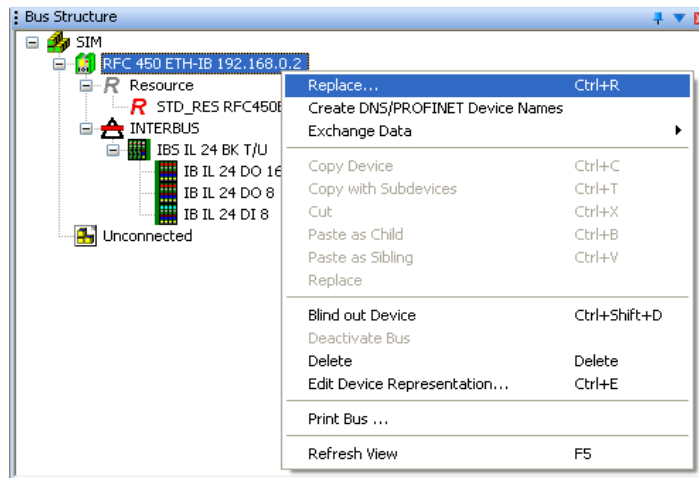 Bus Structure
SIM
RFC 450 ETH-IB 192.168.0.2
Resource
STD_RES RFC450E
INTERBUS
IBS IL 24 BK T/U
IB IL 24 DO 16
IB IL 24 DO 8
IB IL 24 DI 8
Unconnected
Replace... Ctrl+R
Create DNS/PROFINET Device Names
Exchange Data
Copy Device Ctrl+C
Copy with Subdevices Ctrl+T
Cut Ctrl+X
Paste as Child Ctrl+B
Paste as Sibling Ctrl+V
Replace
Blind out Device Ctrl+Shift+D
Deactivate Bus
Delete Delete
Edit Device Representation... Ctrl+E
Print Bus ...
Refresh View F5